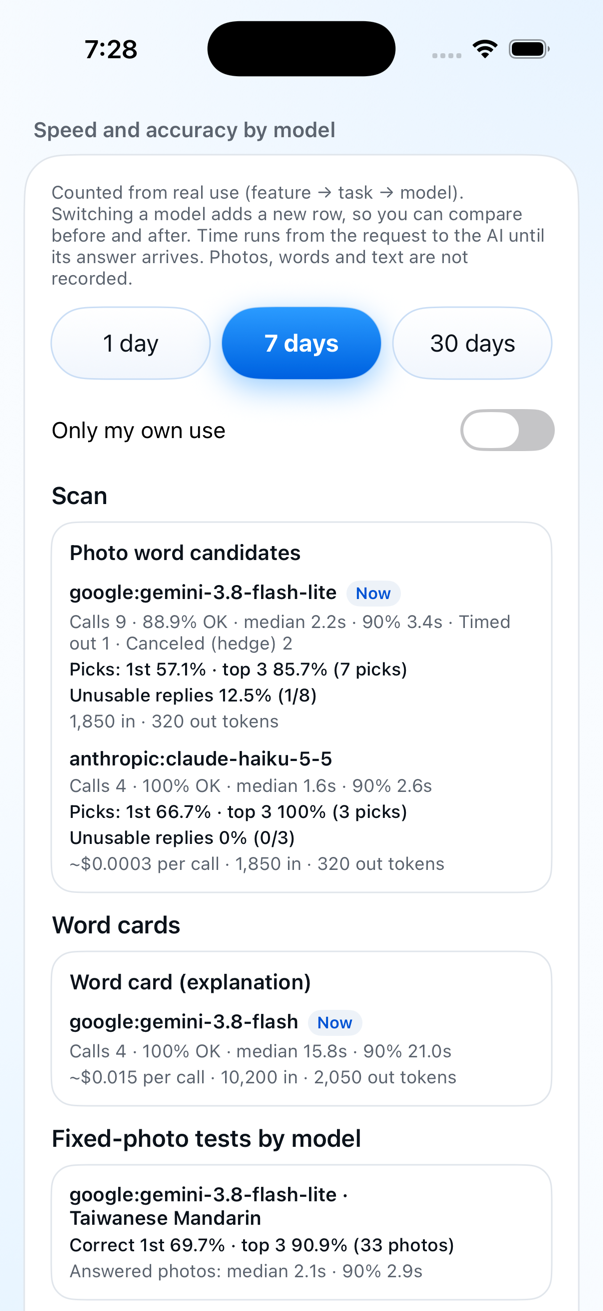 7:28
Speed and accuracy by model
Counted from real use (feature → task → model).
Switching a model adds a new row, so you can compare
before and after. Time runs from the request to the AI until
its answer arrives. Photos, words and text are not
recorded.
1 day
7 days
30 days
Only my own use
Scan
Photo word candidates
google:gemini-3.8-flash-lite Now
Calls 9 · 88.9% OK · median 2.2s · 90% 3.4s · Timed
out 1 · Canceled (hedge) 2
Picks: 1st 57.1% · top 3 85.7% (7 picks)
Unusable replies 12.5% (1/8)
1,850 in · 320 out tokens
anthropic:claude-haiku-5-5
Calls 4 · 100% OK · median 1.6s · 90% 2.6s
Picks: 1st 66.7% · top 3 100% (3 picks)
Unusable replies 0% (0/3)
~$0.0003 per call · 1,850 in · 320 out tokens
Word cards
Word card (explanation)
google:gemini-3.8-flash Now
Calls 4 · 100% OK · median 15.8s · 90% 21.0s
~$0.015 per call · 10,200 in · 2,050 out tokens
Fixed-photo tests by model
google:gemini-3.8-flash-lite ·
Taiwanese Mandarin
Correct 1st 69.7% · top 3 90.9% (33 photos)
Answered photos: median 2.1s · 90% 2.9s